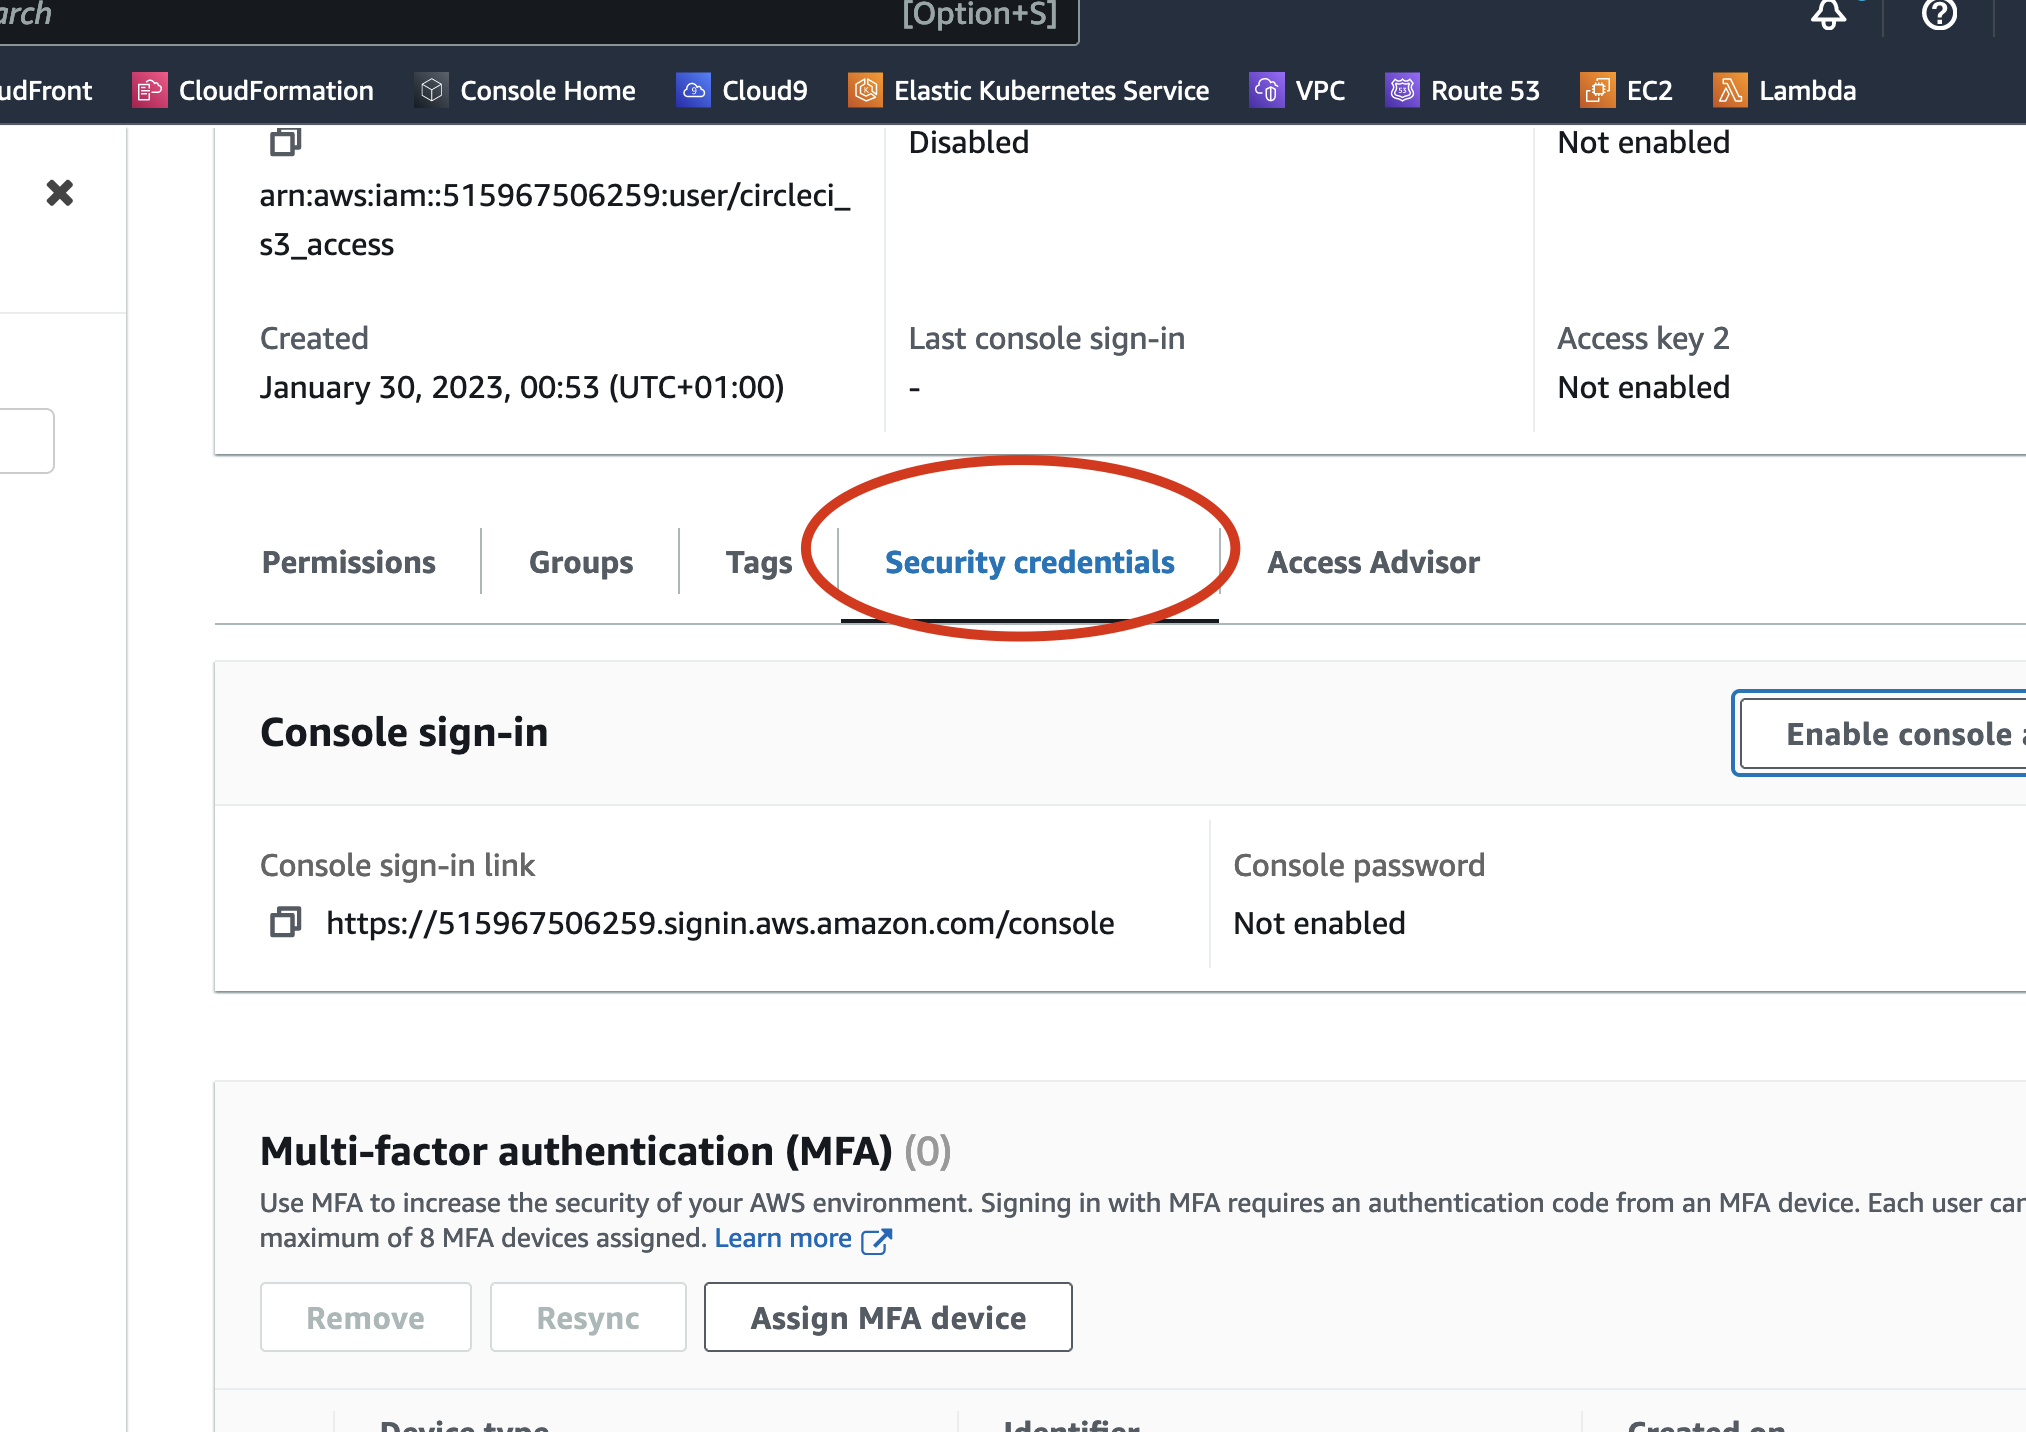 arch [Option+S]
udFront CloudFormation Console Home Cloud9 Elastic Kubernetes Service VPC Route 53 EC2 Lambda
Disabled Not enabled
arn:aws:iam::515967506259:user/circleci_
s3_access
Created Last console sign-in Access key 2
January 30, 2023, 00:53 (UTC+01:00) - Not enabled
Permissions Groups Tags Security credentials Access Advisor
Console sign-in Enable console a
Console sign-in link Console password
https://515967506259.signin.aws.amazon.com/console Not enabled
Multi-factor authentication (MFA) (0)
Use MFA to increase the security of your AWS environment. Signing in with MFA requires an authentication code from an MFA device. Each user can
maximum of 8 MFA devices assigned. Learn more
Remove Resync Assign MFA device
Device type Identifier Created on